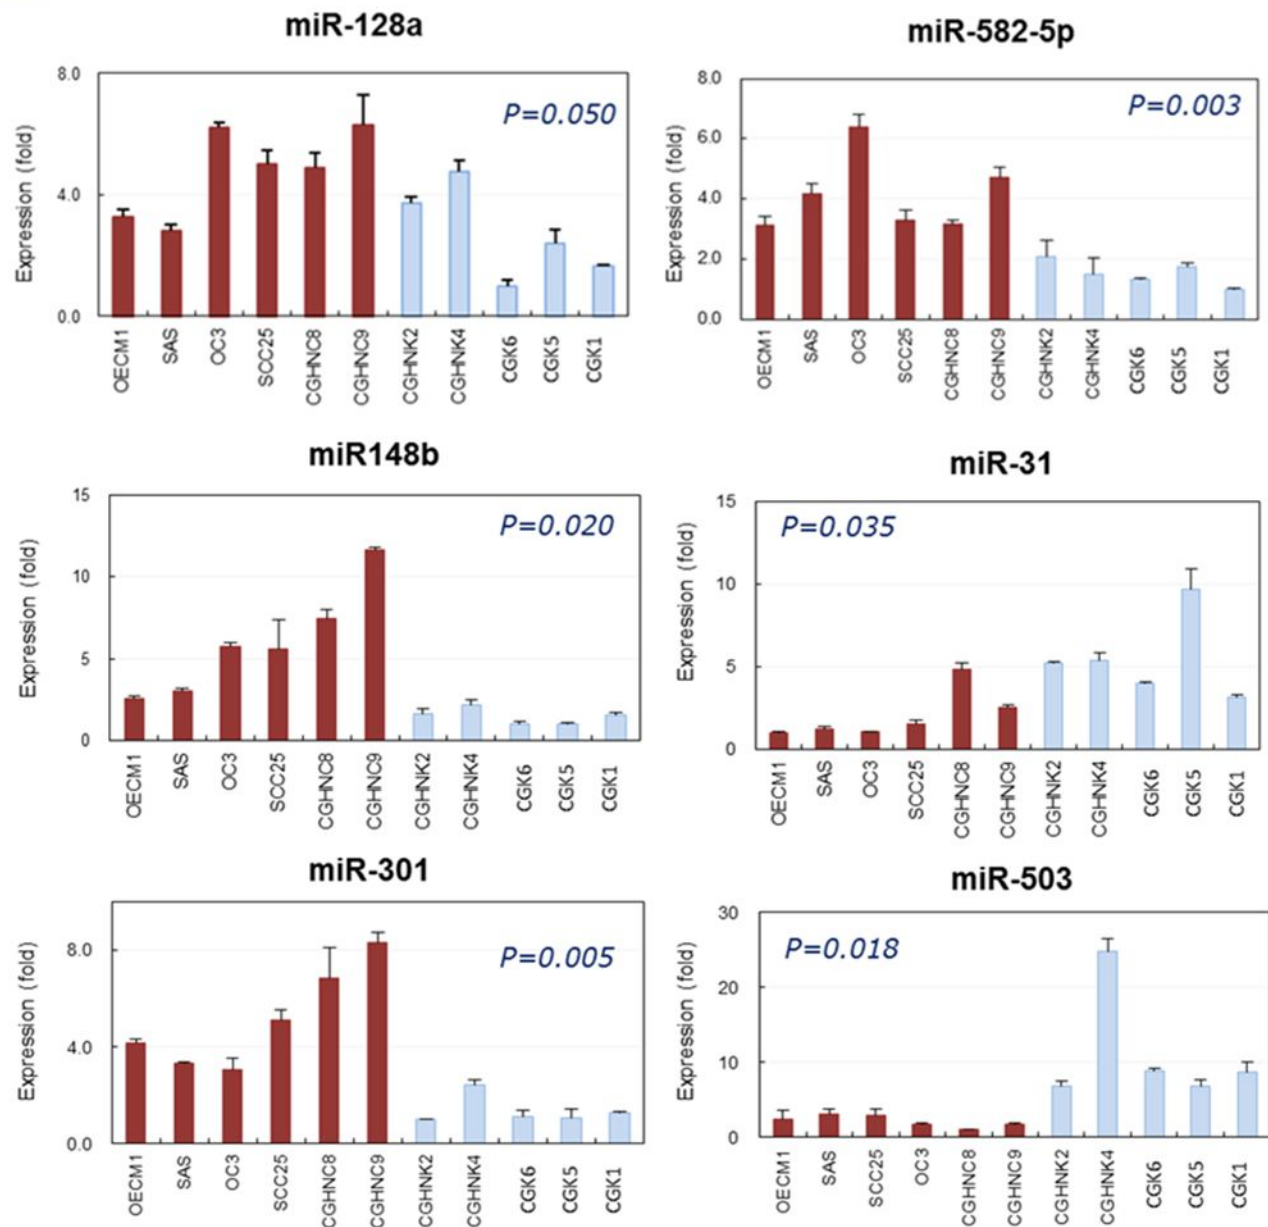 miR-128a
8.0
4.0
0.0
Expression (fold)
P=0.050
OECM1
SAS
OC3
SCC25
CGHNC8
CGHNC9
CGHNK2
CGHNK4
CGK6
CGK5
CGK1
miR-582-5p
8.0
6.0
4.0
2.0
0.0
Expression (fold)
P=0.003
OECM1
SAS
OC3
SCC25
CGHNC8
CGHNC9
CGHNK2
CGHNK4
CGK6
CGK5
CGK1
miR148b
15
10
5
0
Expression (fold)
P=0.020
OECM1
SAS
OC3
SCC25
CGHNC8
CGHNC9
CGHNK2
CGHNK4
CGK6
CGK5
CGK1
miR-31
15
10
5
0
Expression (fold)
P=0.035
OECM1
SAS
OC3
SCC25
CGHNC8
CGHNC9
CGHNK2
CGHNK4
CGK6
CGK5
CGK1
miR-301
8.0
4.0
0.0
Expression (fold)
P=0.005
OECM1
SAS
OC3
SCC25
CGHNC8
CGHNC9
CGHNK2
CGHNK4
CGK6
CGK5
CGK1
miR-503
30
20
10
0
Expression (fold)
P=0.018
OECM1
SAS
SCC25
OC3
CGHNC8
CGHNC9
CGHNK2
CGHNK4
CGK6
CGK5
CGK1